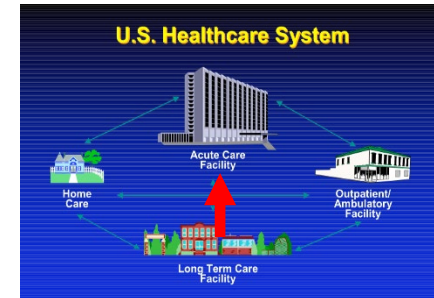 U.S. Healthcare System
Acute Care
Facility
Home
Care
Outpatient/
Ambulatory
Facility
Long Term Care
Facility